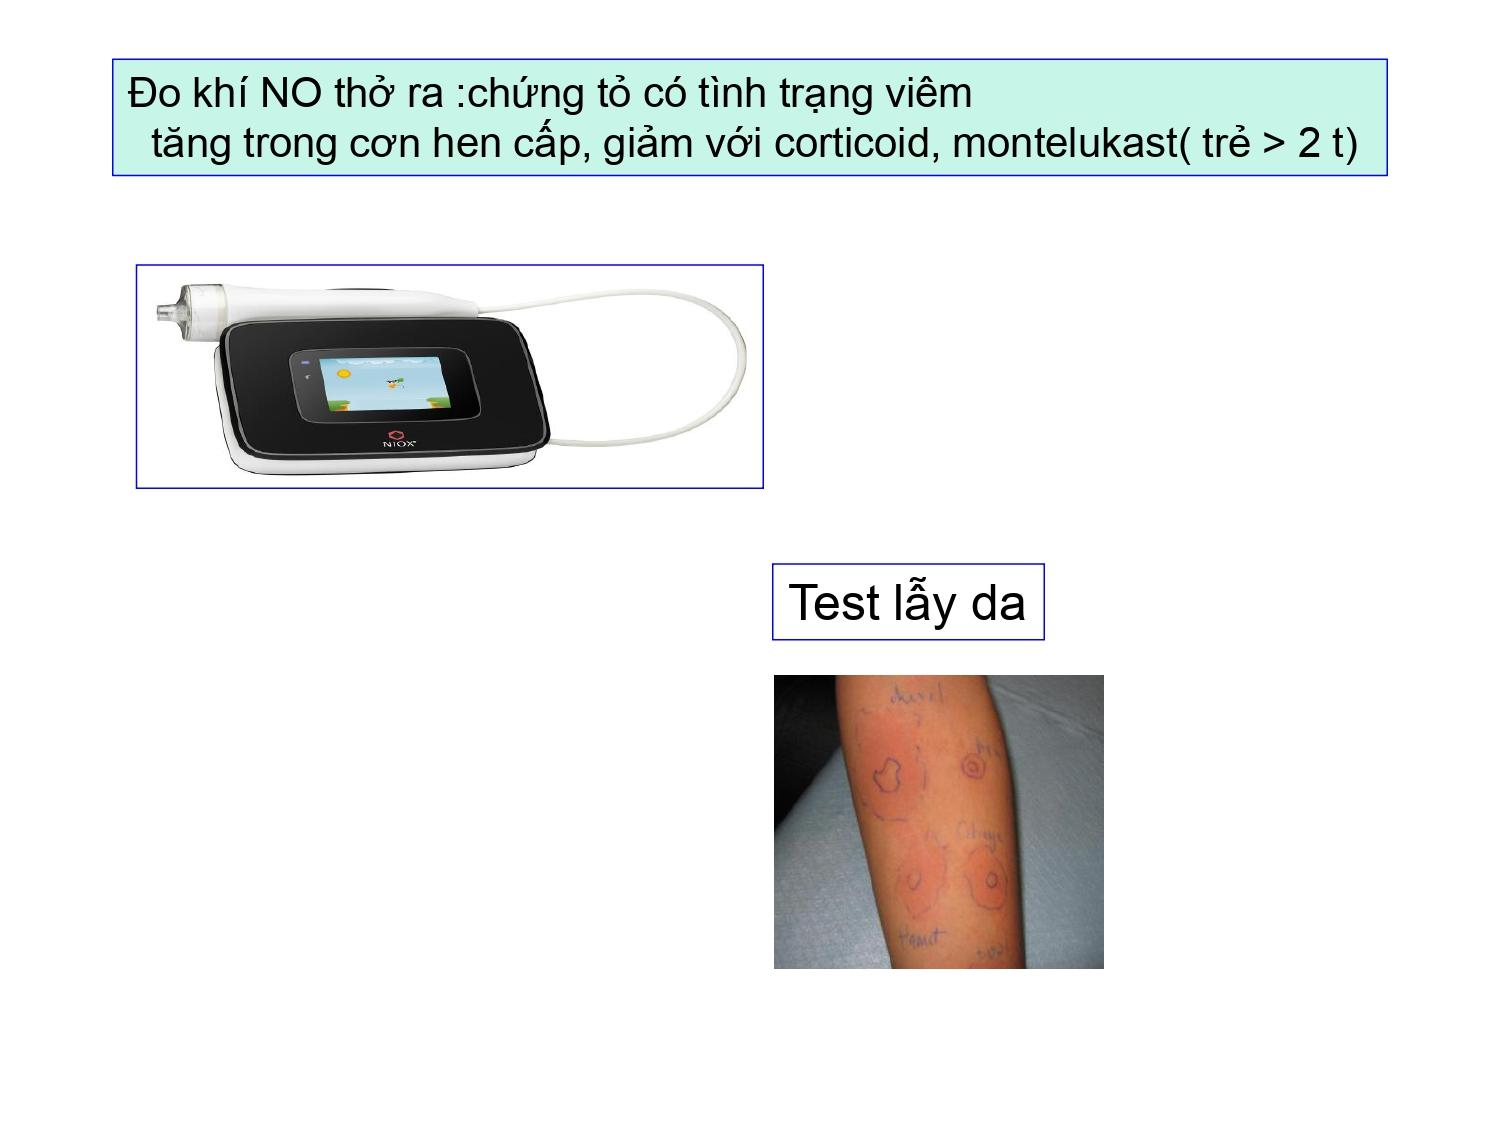 Đo khí NO thở ra :chứng tỏ có tình trạng viêm
tăng trong cơn hen cấp, giảm với corticoid, montelukast( trẻ > 2 t)
NIOX
Test lẫy da